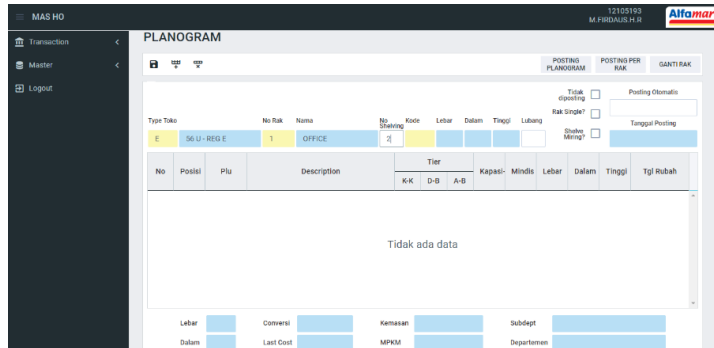 MAS HO
12105193
M.FIRDAUS.H.R
Alfamar
Transaction
Master
Logout
PLANOGRAM
POSTING PLANOGRAM
POSTING PER RAK
GANTI RAK
Tidak diposting
Posting Otomatis
Rak Single?
Type Toko No Rak Name No Shelving Kode Lebar Dalam Tinggi Lubang
Tanggal Posting
Shelve Miring?
E 56 U - REG E 1 OFFICE 2
No Posisi Plu Description Tier Kapasi- Mindis Lebar Dalam Tinggi Tgl Rubah
K-K D-B A-B
Tidak ada data
Lebar Conversi Kemasan Subdept
Dalam Last Cost MPKM Departemen